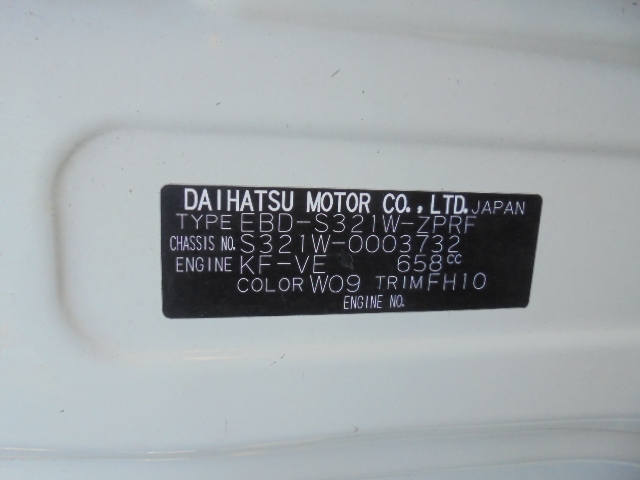 DAIHATSU MOTOR CO., LTD. JAPAN
TYPE EBD-S321W-ZPRF
CHASSIS NO. S321W-0003732
ENGINE KF-VE 658cc
COLOR W09 TRIM FH10
ENGINE NO.